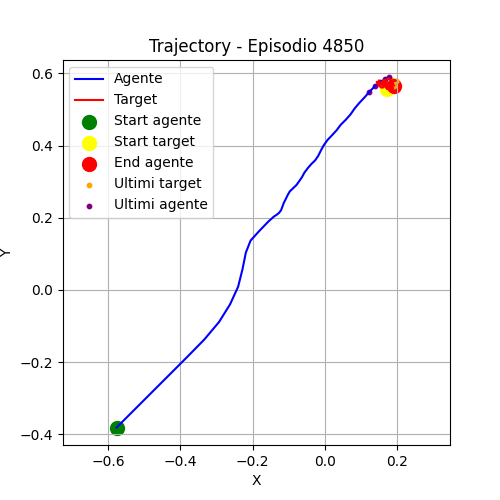 Trajectory - Episodio 4850
Agente
Target
Start agente
Start target
End agente
Ultimi target
Ultimi agente
0.6
0.4
0.2
0.0
−0.2
−0.4
Y
−0.6
−0.4
−0.2
0.0
0.2
X